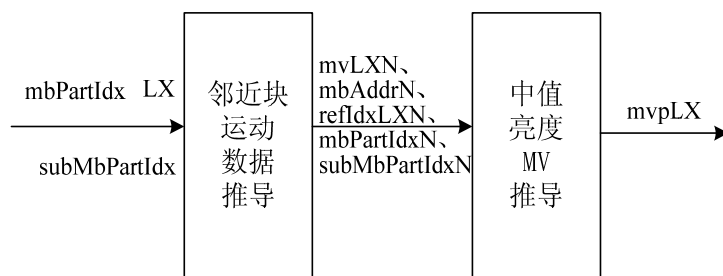 mbPartIdx LX
subMbPartIdx
邻近块
运动
数据
推导
mvLXN、
mbAddrN、
refIdxLXN、
mbPartIdxN、
subMbPartIdxN
中值
亮度
MV
推导
mvpLX